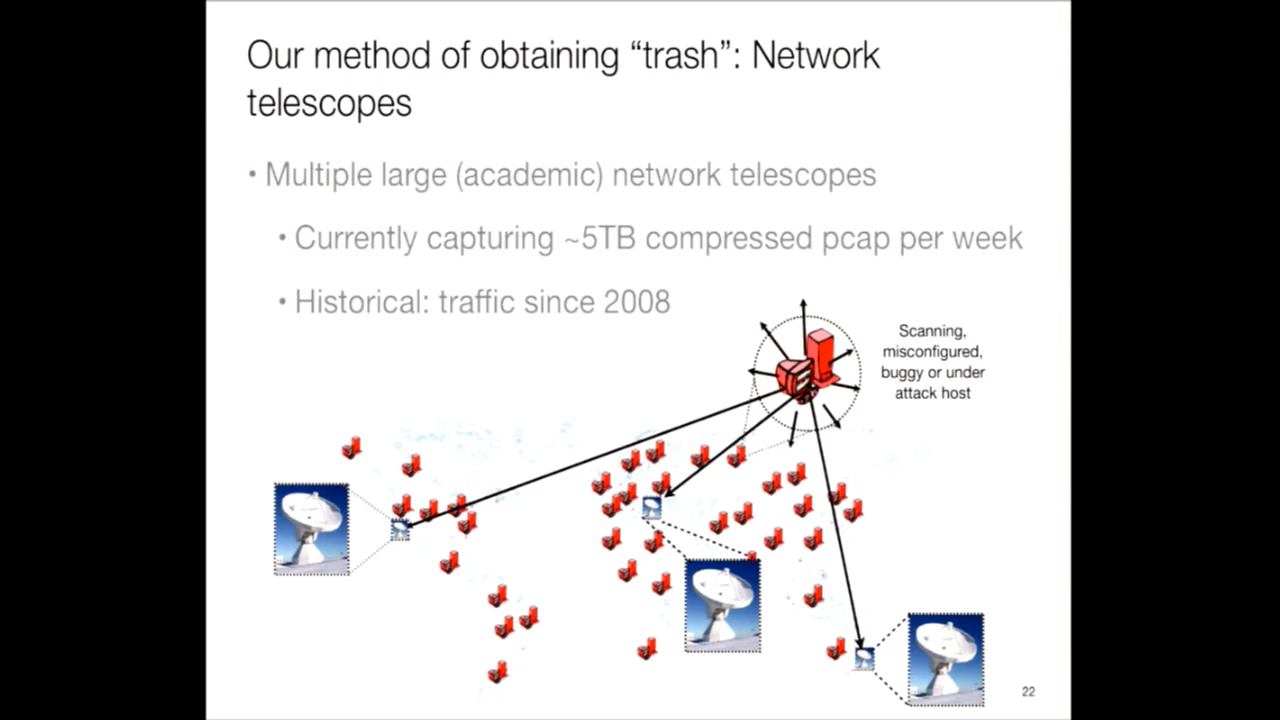 Our method of obtaining “trash”: Network
telescopes
• Multiple large (academic) network telescopes
• Currently capturing ~5TB compressed pcap per week
• Historical: traffic since 2008
Scanning,
misconfigured,
buggy or under
attack host
22